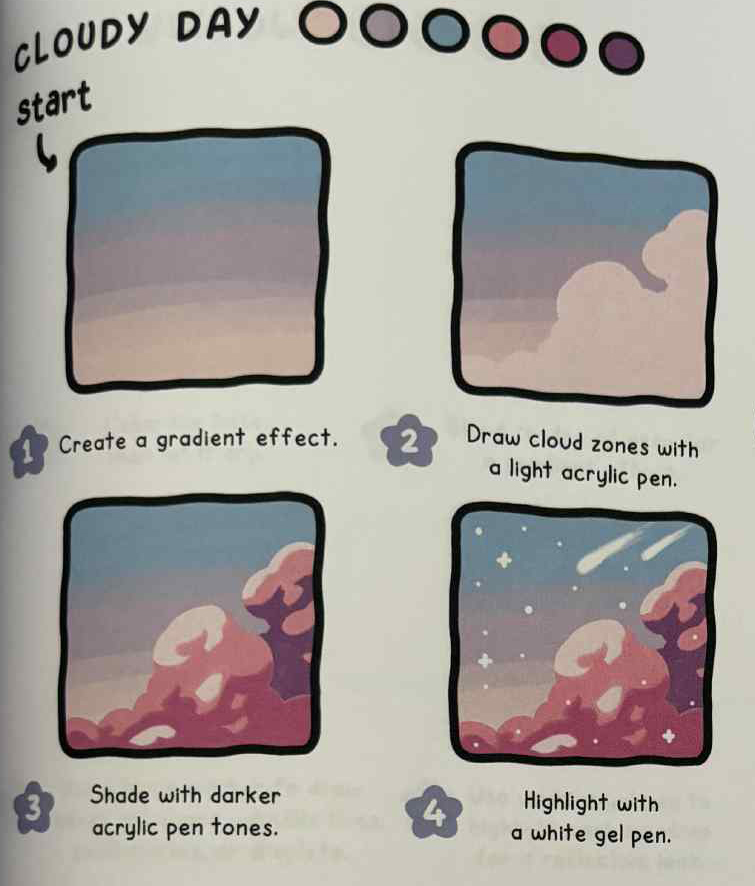 CLOUDY DAY
start
1 Create a gradient effect.
2 Draw cloud zones with
a light acrylic pen.
3 Shade with darker
acrylic pen tones.
4 Highlight with
a white gel pen.